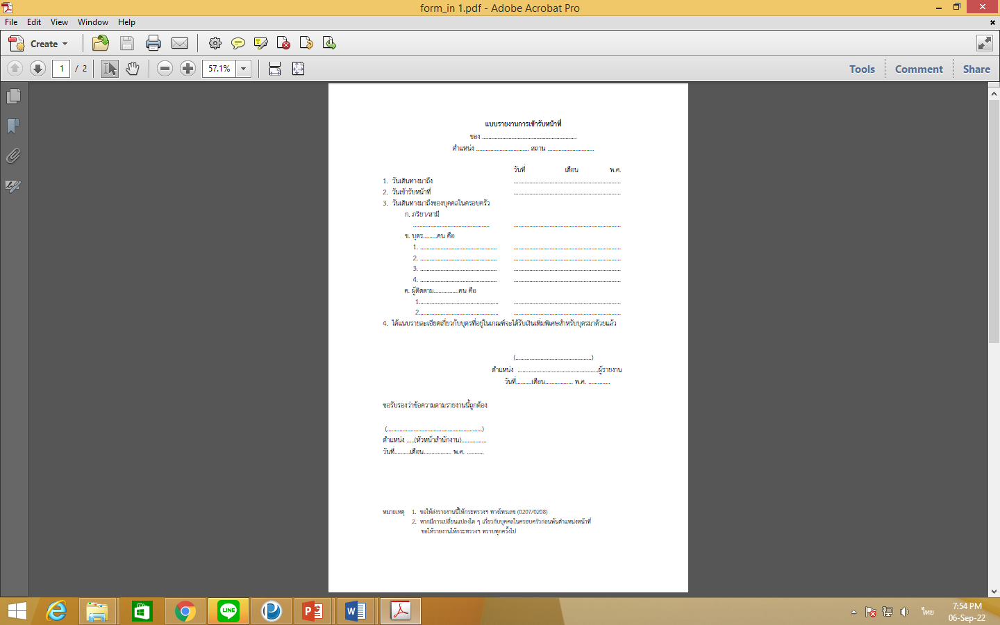 form_in 1.pdf - Adobe Acrobat Pro
File Edit View Window Help
Create
1 / 2 57.1% Tools Comment Share
แบบรายงานการเข้ารับหน้าที่
ของ ............................................................
ตำแหน่ง .................................. สถาน ..............................
วันที่ เดือน พ.ศ.
1. วันเดินทางมาถึง ....................................................................
2. วันเข้ารับหน้าที่ ....................................................................
3. วันเดินทางมาถึงของบุคคลในครอบครัว
ก. ภริยา/สามี
................................................. ....................................................................
ข. บุตร.........คน คือ
1. ................................................. ....................................................................
2. ................................................. ....................................................................
3. ................................................. ....................................................................
4. ................................................. ....................................................................
ค. ผู้ติดตาม................คน คือ
1................................................... ....................................................................
2................................................... ....................................................................
4. ได้แนบรายละเอียดเกี่ยวกับบุตรที่อยู่ในเกณฑ์จะได้รับเงินเพิ่มพิเศษสำหรับบุตรมาด้วยแล้ว
(.................................................)
ตำแหน่ง ....................................................ผู้รายงาน
วันที่..........เดือน.................. พ.ศ. ..............
ขอรับรองว่าข้อความตามรายงานนี้ถูกต้อง
(.............................................................)
ตำแหน่ง .....(หัวหน้าสำนักงาน)................
วันที่..........เดือน.................. พ.ศ. ...........
หมายเหตุ 1. ขอให้ส่งรายงานนี้ให้กระทรวงฯ ทางโทรเลข (0207/0208)
2. หากมีการเปลี่ยนแปลงใด ๆ เกี่ยวกับบุคคลในครอบครัวก่อนพ้นตำแหน่งหน้าที่
ขอให้รายงานให้กระทรวงฯ ทราบทุกครั้งไป
LINE
ไทย
7:54 PM
06-Sep-22